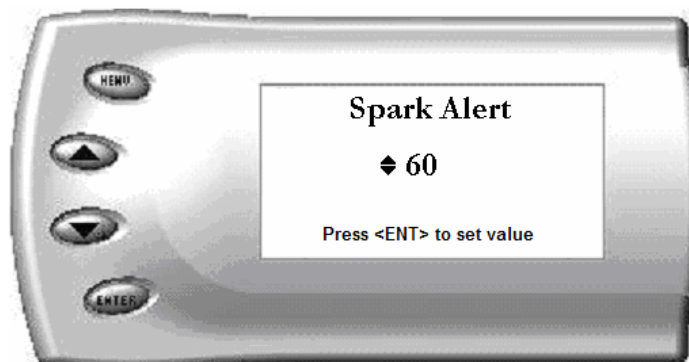 MENU
Spark Alert
60
Press <ENT> to set value
ENTER